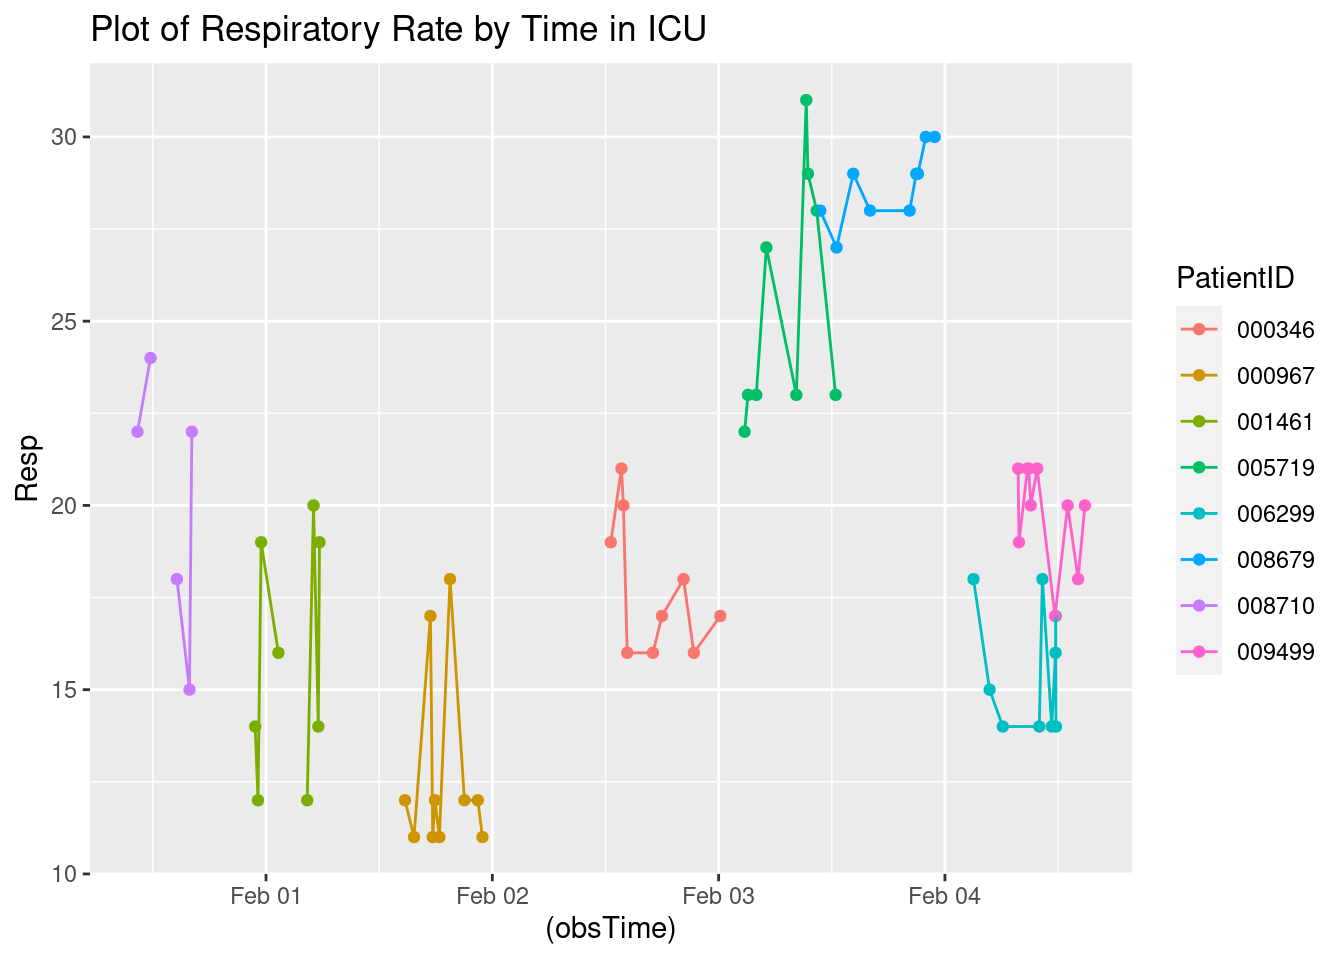 Plot of Respiratory Rate by Time in ICU
Resp
30
25
20
15
10
Feb 01
Feb 02
Feb 03
Feb 04
(obsTime)
PatientID
000346
000967
001461
005719
006299
008679
008710
009499